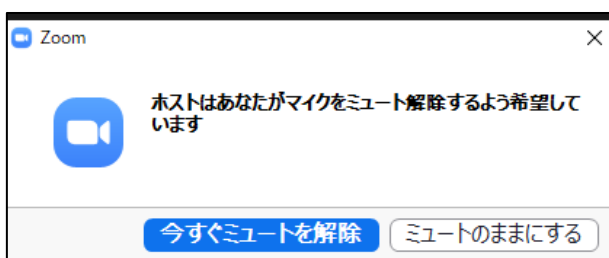 Zoom
ホストはあなたがマイクをミュート解除するよう希望して
います
今すぐミュートを解除 ミュートのままにする